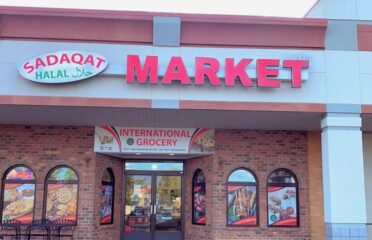 SADAQAT
HALAL حلال
MARKET
INTERNATIONAL
GROCERY